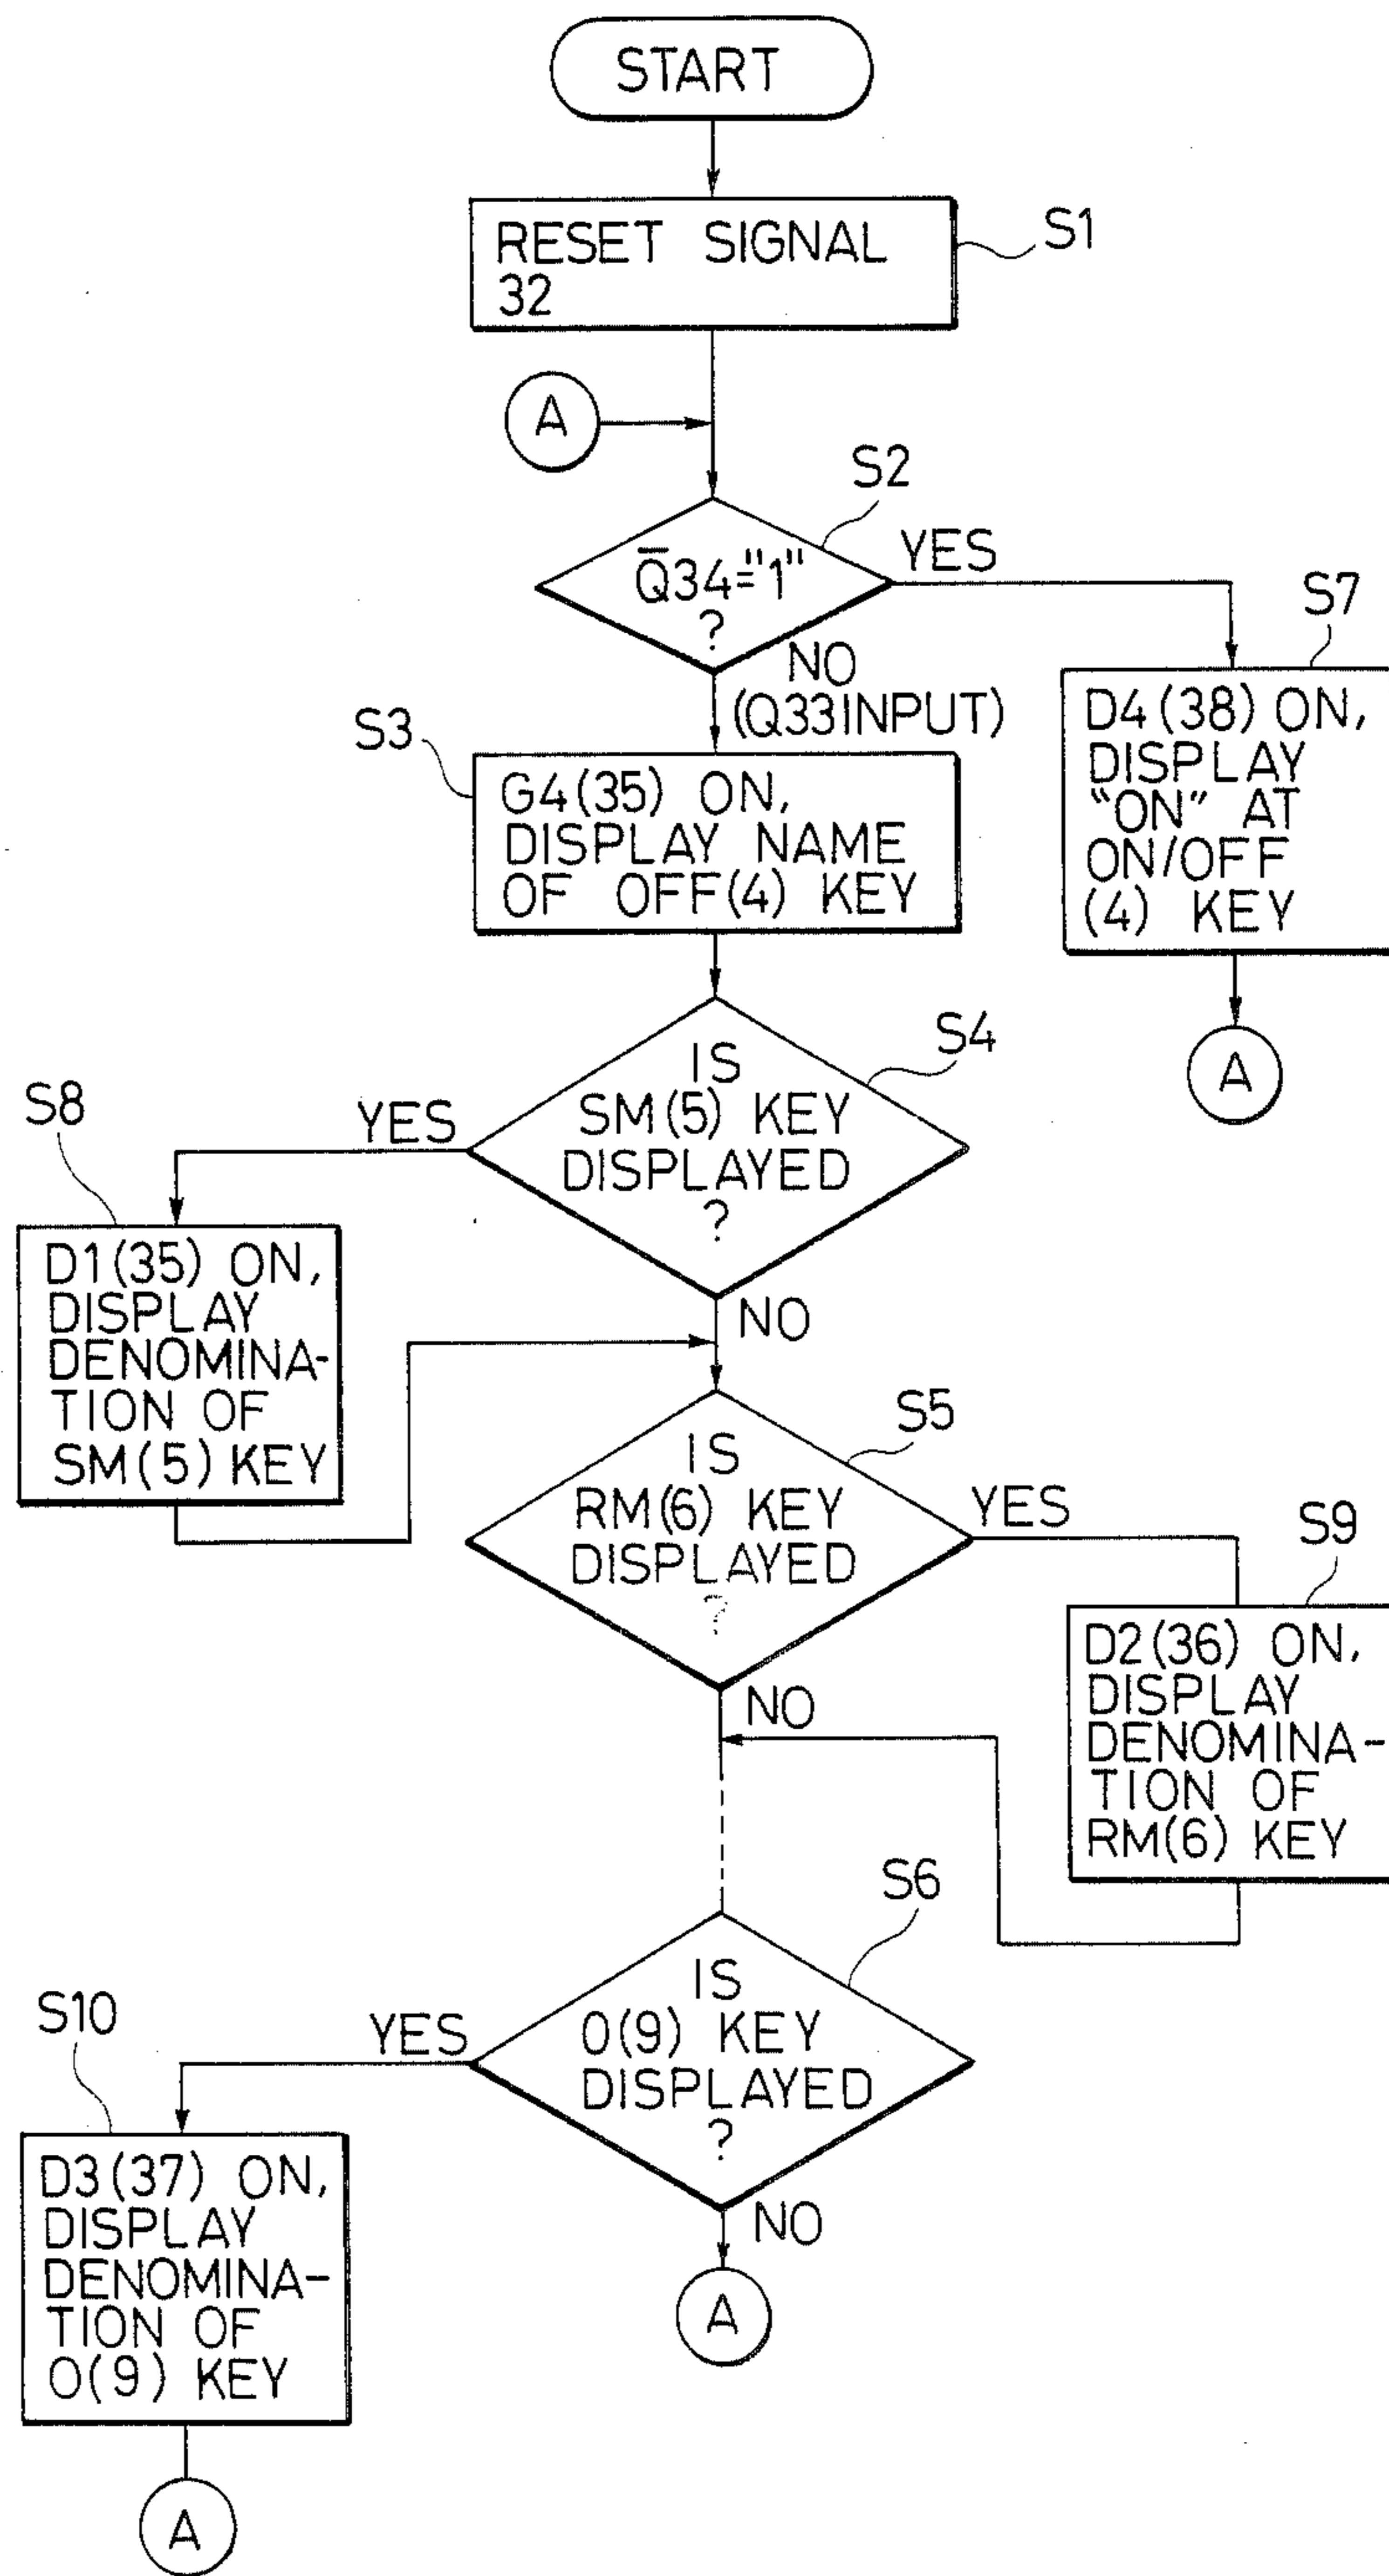 START
RESET SIGNAL
32
S1
A
S2
Q̅34="1"
?
YES
NO
(Q33INPUT)
S7
D4(38) ON,
DISPLAY
"ON" AT
ON/OFF
(4) KEY
A
S3
G4(35) ON,
DISPLAY NAME
OF OFF(4) KEY
S4
IS
SM(5) KEY
DISPLAYED
?
YES
NO
S8
D1(35) ON,
DISPLAY
DENOMINA-
TION OF
SM(5) KEY
S5
IS
RM(6) KEY
DISPLAYED
?
YES
NO
S9
D2(36) ON,
DISPLAY
DENOMINA-
TION OF
RM(6) KEY
S6
IS
0(9) KEY
DISPLAYED
?
YES
NO
A
S10
D3(37) ON,
DISPLAY
DENOMINA-
TION OF
0(9) KEY
A